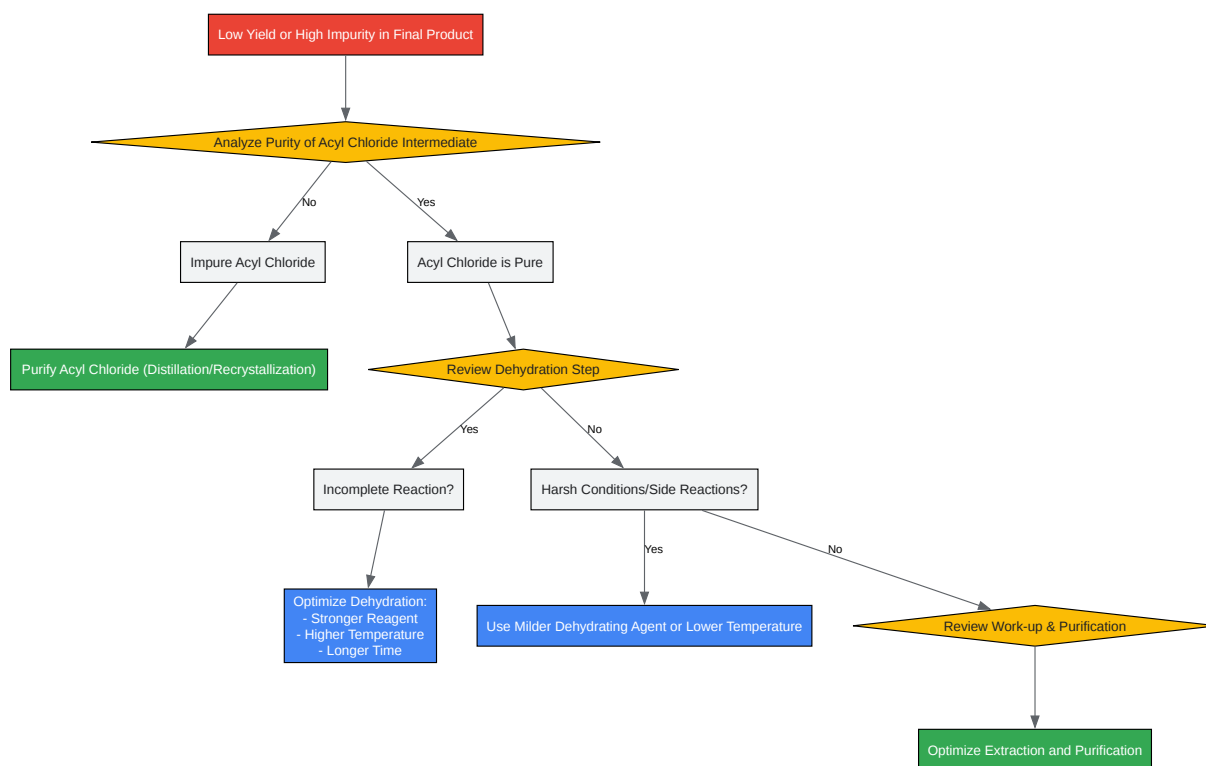 Low Yield or High Impurity in Final Product
Analyze Purity of Acyl Chloride Intermediate
No
Yes
Impure Acyl Chloride
Acyl Chloride is Pure
Purify Acyl Chloride (Distillation/Recrystallization)
Review Dehydration Step
Yes
No
Incomplete Reaction?
Harsh Conditions/Side Reactions?
Yes
No
Optimize Dehydration:
- Stronger Reagent
- Higher Temperature
- Longer Time
Use Milder Dehydrating Agent or Lower Temperature
Review Work-up & Purification
Optimize Extraction and Purification